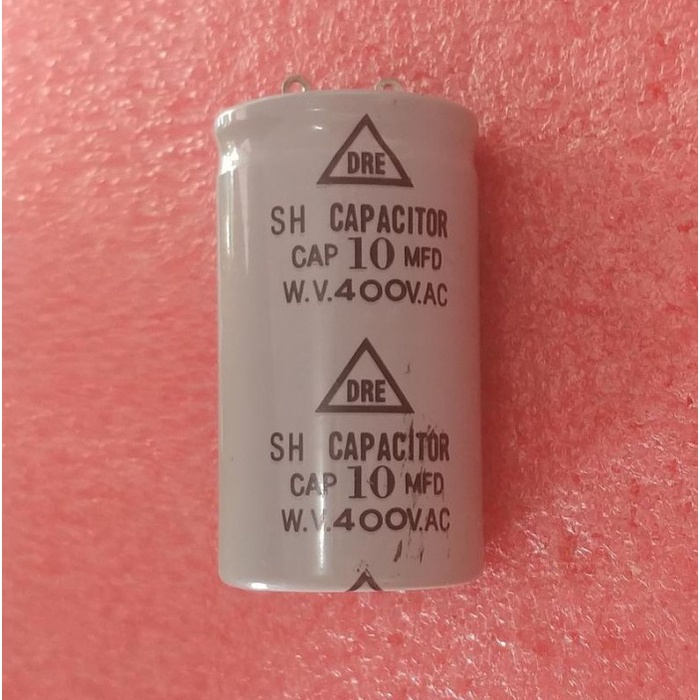 DRE
SH CAPACITOR
CAP 10 MFD
W.V.400V.AC
DRE
SH CAPACITOR
CAP 10 MFD
W.V.400V.AC